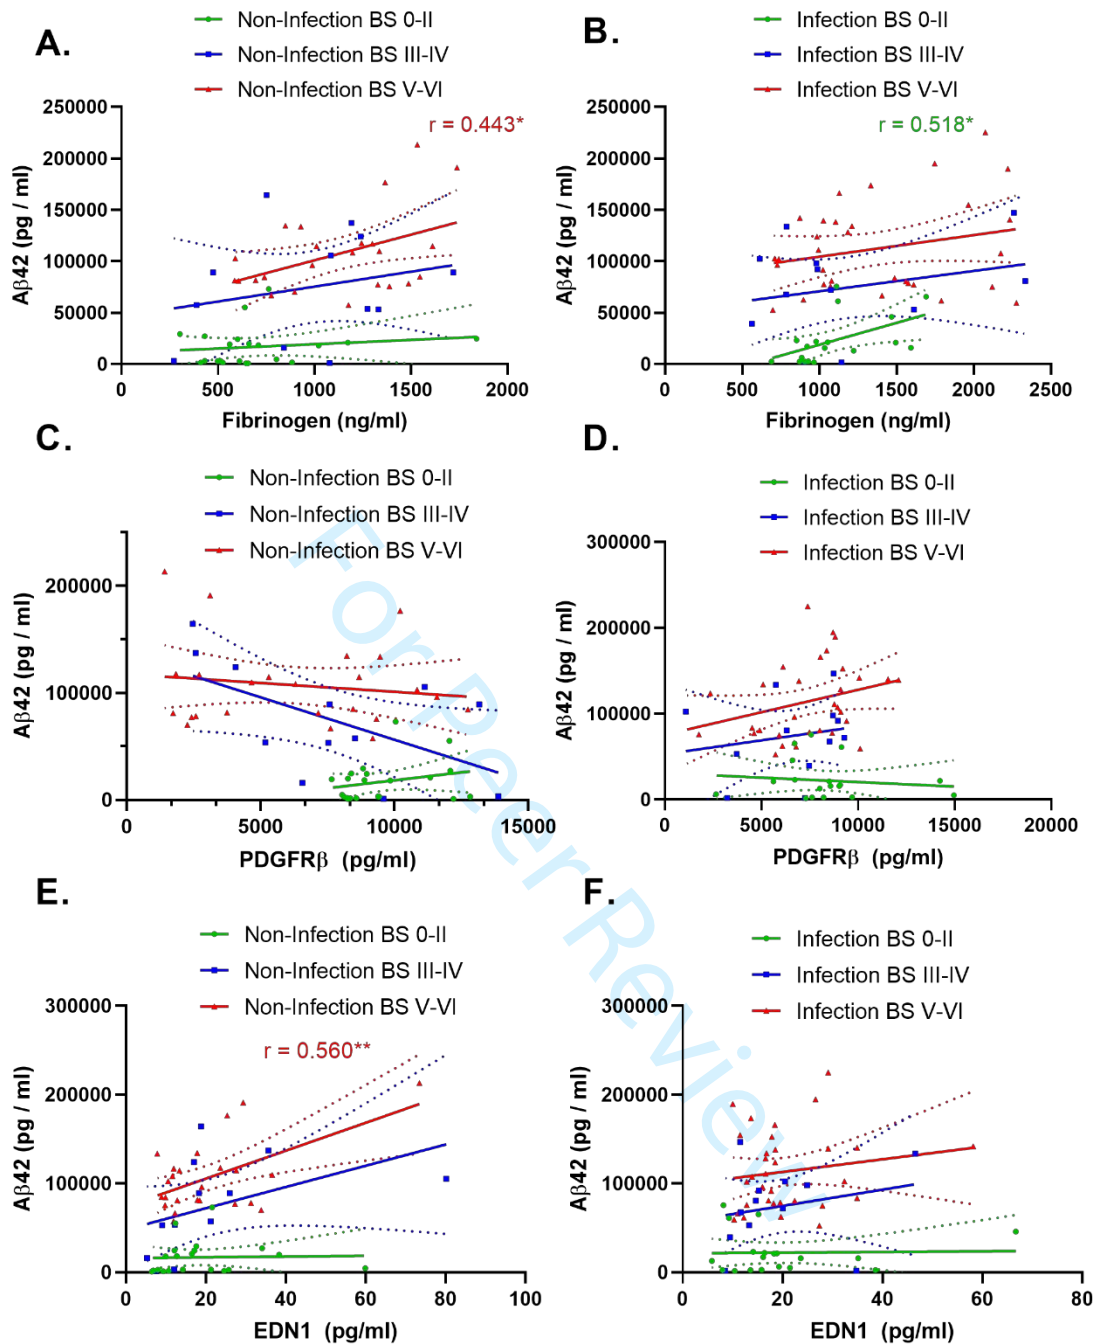 A.
Non-Infection BS 0-II
Non-Infection BS III-IV
Non-Infection BS V-VI
r = 0.443*
250000
200000
150000
100000
50000
0
Aβ42 (pg / ml)
0 500 1000 1500 2000
Fibrinogen (ng/ml)
B.
Infection BS 0-II
Infection BS III-IV
Infection BS V-VI
r = 0.518*
250000
200000
150000
100000
50000
0
Aβ42 (pg / ml)
0 500 1000 1500 2000 2500
Fibrinogen (ng/ml)
C.
Non-Infection BS 0-II
Non-Infection BS III-IV
Non-Infection BS V-VI
200000
100000
0
Aβ42 (pg / ml)
0 5000 10000 15000
PDGFRβ (pg/ml)
D.
Infection BS 0-II
Infection BS III-IV
Infection BS V-VI
300000
200000
100000
0
Aβ42 (pg / ml)
0 5000 10000 15000 20000
PDGFRβ (pg/ml)
E.
Non-Infection BS 0-II
Non-Infection BS III-IV
Non-Infection BS V-VI
r = 0.560**
300000
200000
100000
0
Aβ42 (pg / ml)
0 20 40 60 80 100
EDN1 (pg/ml)
F.
Infection BS 0-II
Infection BS III-IV
Infection BS V-VI
300000
200000
100000
0
Aβ42 (pg / ml)
0 20 40 60 80
EDN1 (pg/ml)
For Peer Review